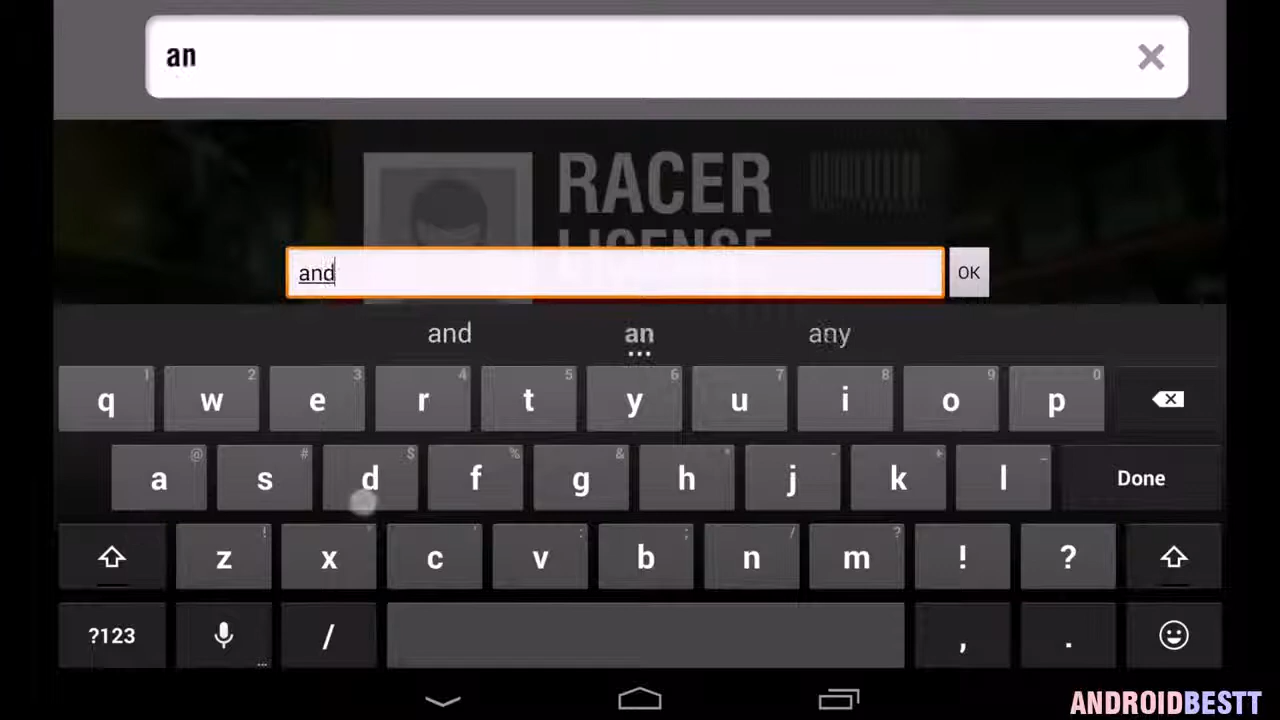 an
RACER
LICENSE
and
OK
and an any
1 2 3 4 5 6 7 8 9 0
q w e r t y u i o p
@ # $ % & * - + _
a s d f g h j k l Done
! " ' : ; / ?
z x c v b n m ! ?
?123 / , .
ANDROIDBESTT